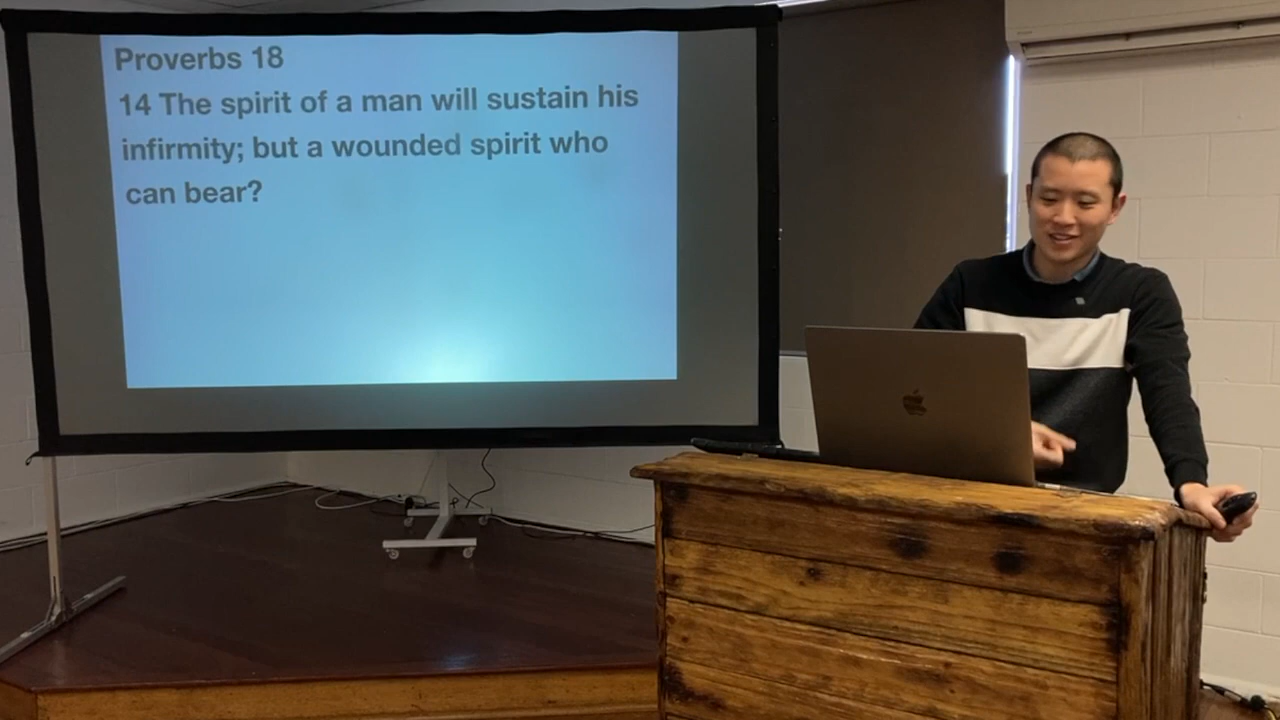 Proverbs 18
14 The spirit of a man will sustain his
infirmity; but a wounded spirit who
can bear?